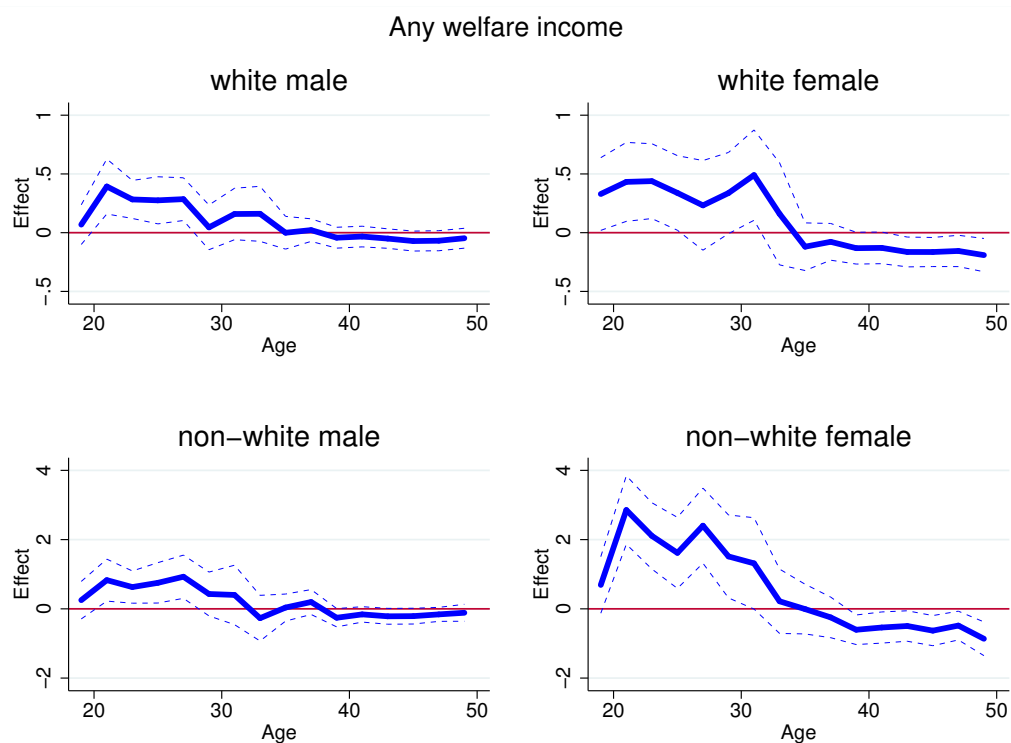 Any welfare income
white male
Effect
1
.5
0
−.5
20 30 40 50
Age
white female
Effect
1
.5
0
−.5
20 30 40 50
Age
non−white male
Effect
4
2
0
−2
20 30 40 50
Age
non−white female
Effect
4
2
0
−2
20 30 40 50
Age